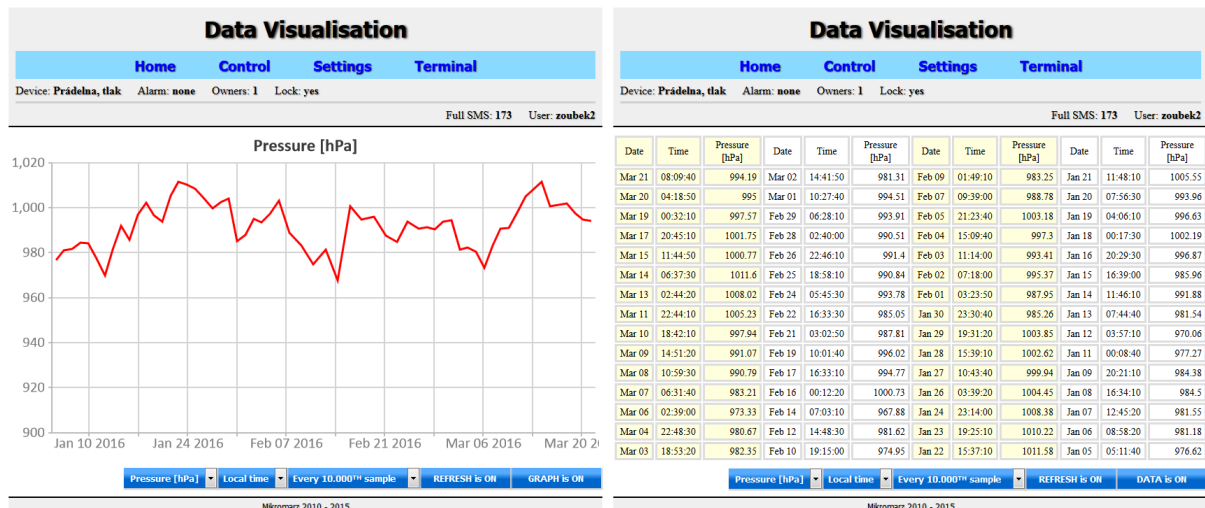 Data Visualisation
Home Control Settings Terminal
Device: Prádelna, tlak Alarm: none Owners: 1 Lock: yes
Full SMS: 173 User: zoubek2
Pressure [hPa]
1,020
1,000
980
960
940
920
900
Jan 10 2016 Jan 24 2016 Feb 07 2016 Feb 21 2016 Mar 06 2016 Mar 20 2
Pressure [hPa] Local time Every 10.000TH sample REFRESH is ON GRAPH is ON
Mikromarz 2010 - 2015
Data Visualisation
Home Control Settings Terminal
Device: Prádelna, tlak Alarm: none Owners: 1 Lock: yes
Full SMS: 173 User: zoubek2
Date Time Pressure [hPa] Date Time Pressure [hPa] Date Time Pressure [hPa] Date Time Pressure [hPa]
Mar 21 08:09:40 994.19 Mar 02 14:41:50 981.31 Feb 09 01:49:10 983.25 Jan 21 11:48:10 1005.55
Mar 20 04:18:50 995 Mar 01 10:27:40 994.51 Feb 07 09:39:00 988.78 Jan 20 07:56:30 993.96
Mar 19 00:32:10 997.57 Feb 29 06:28:10 993.91 Feb 05 21:23:40 1003.18 Jan 19 04:06:10 996.63
Mar 17 20:45:10 1001.75 Feb 28 02:40:00 990.51 Feb 04 15:09:40 997.3 Jan 18 00:17:30 1002.19
Mar 15 11:44:50 1000.77 Feb 26 22:46:10 991.4 Feb 03 11:14:00 993.41 Jan 16 20:29:30 996.87
Mar 14 06:37:30 1011.6 Feb 25 18:58:10 990.84 Feb 02 07:18:00 995.37 Jan 15 16:39:00 985.96
Mar 13 02:44:20 1008.02 Feb 24 05:45:30 993.78 Feb 01 03:23:50 987.95 Jan 14 11:46:10 991.88
Mar 11 22:44:10 1005.23 Feb 22 16:33:30 985.05 Jan 30 23:30:40 985.26 Jan 13 07:44:40 981.54
Mar 10 18:42:10 997.94 Feb 21 03:02:50 987.81 Jan 29 19:31:20 1003.85 Jan 12 03:57:10 970.06
Mar 09 14:51:20 991.07 Feb 19 10:01:40 996.02 Jan 28 15:39:10 1002.62 Jan 11 00:08:40 977.27
Mar 08 10:59:30 990.79 Feb 17 16:33:10 994.77 Jan 27 10:43:40 999.94 Jan 09 20:21:10 984.38
Mar 07 06:31:40 983.21 Feb 16 00:12:20 1000.73 Jan 26 03:39:20 1004.45 Jan 08 16:34:10 984.5
Mar 06 02:39:00 973.33 Feb 14 07:03:10 967.88 Jan 24 23:14:00 1008.38 Jan 07 12:45:20 981.55
Mar 04 22:48:30 980.67 Feb 12 14:48:30 981.62 Jan 23 19:25:10 1010.22 Jan 06 08:58:20 981.18
Mar 03 18:53:20 982.35 Feb 10 19:15:00 974.95 Jan 22 15:37:10 1011.58 Jan 05 05:11:40 976.62
Pressure [hPa] Local time Every 10.000TH sample REFRESH is ON DATA is ON
Mikromarz 2010 - 2015